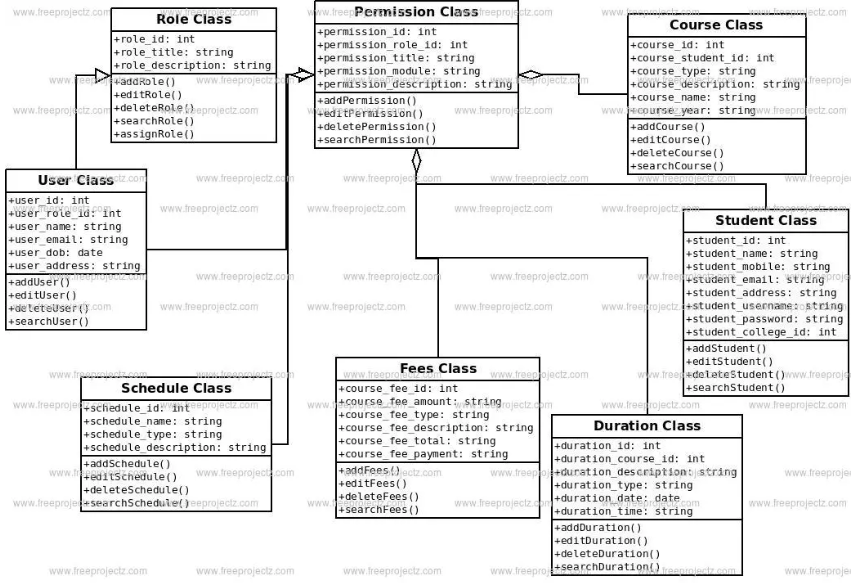 Role Class
+role_id: int
+role_title: string
+role_description: string
+addRole()
+editRole()
+deleteRole()
+searchRole()
+assignRole()
Permission Class
+permission_id: int
+permission_role_id: int
+permission_title: string
+permission_module: string
+permission_description: string
+addPermission()
+editPermission()
+deletePermission()
+searchPermission()
Course Class
+course_id: int
+course_student_id: int
+course_type: string
+course_description: string
+course_name: string
+course_year: string
+addCourse()
+editCourse()
+deleteCourse()
+searchCourse()
User Class
+user_id: int
+user_role_id: int
+user_name: string
+user_email: string
+user_dob: date
+user_address: string
+addUser()
+editUser()
+deleteUser()
+searchUser()
Student Class
+student_id: int
+student_name: string
+student_mobile: string
+student_email: string
+student_address: string
+student_username: string
+student_password: string
+student_college_id: int
+addStudent()
+editStudent()
+deleteStudent()
+searchStudent()
Schedule Class
+schedule_id: int
+schedule_name: string
+schedule_type: string
+schedule_description: string
+addSchedule()
+editSchedule()
+deleteSchedule()
+searchSchedule()
Fees Class
+course_fee_id: int
+course_fee_amount: string
+course_fee_type: string
+course_fee_description: string
+course_fee_total: string
+course_fee_payment: string
+addFees()
+editFees()
+deleteFees()
+searchFees()
Duration Class
+duration_id: int
+duration_course_id: int
+duration_description: string
+duration_type: string
+duration_date: date
+duration_time: string
+addDuration()
+editDuration()
+deleteDuration()
+searchDuration()
www.freeprojectz.com